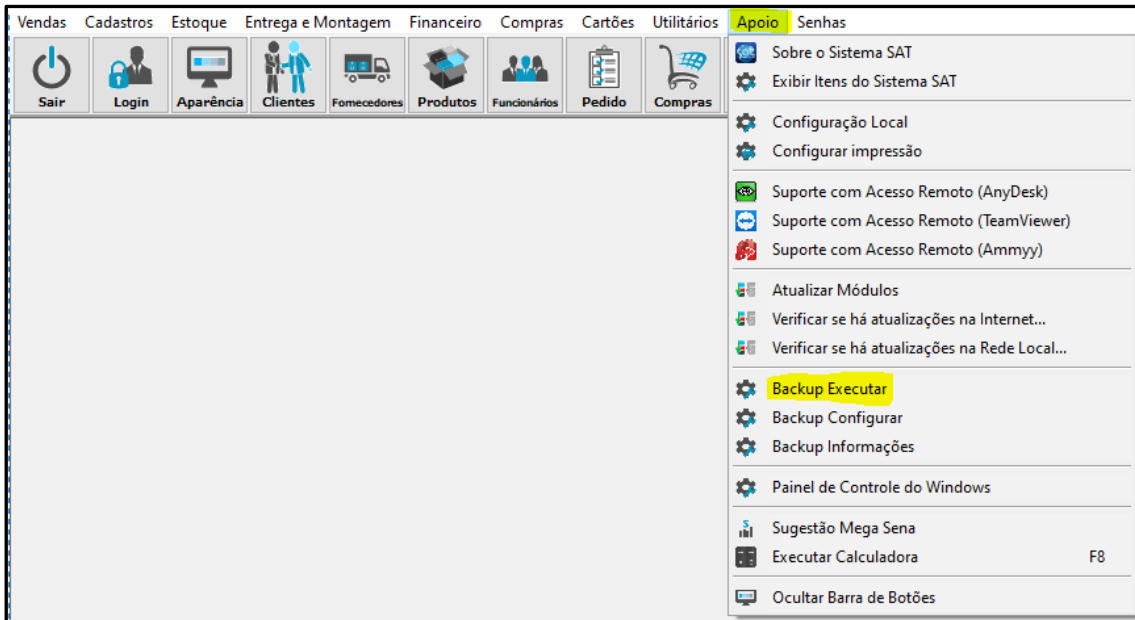 Vendas Cadastros Estoque Entrega e Montagem Financeiro Compras Cartões Utilitários Apoio Senhas
Sair Login Aparência Clientes Fornecedores Produtos Funcionários Pedido Compras
Sobre o Sistema SAT
Exibir Itens do Sistema SAT
Configuração Local
Configurar impressão
Suporte com Acesso Remoto (AnyDesk)
Suporte com Acesso Remoto (TeamViewer)
Suporte com Acesso Remoto (Ammyy)
Atualizar Módulos
Verificar se há atualizações na Internet...
Verificar se há atualizações na Rede Local...
Backup Executar
Backup Configurar
Backup Informações
Painel de Controle do Windows
Sugestão Mega Sena
Executar Calculadora F8
Ocultar Barra de Botões